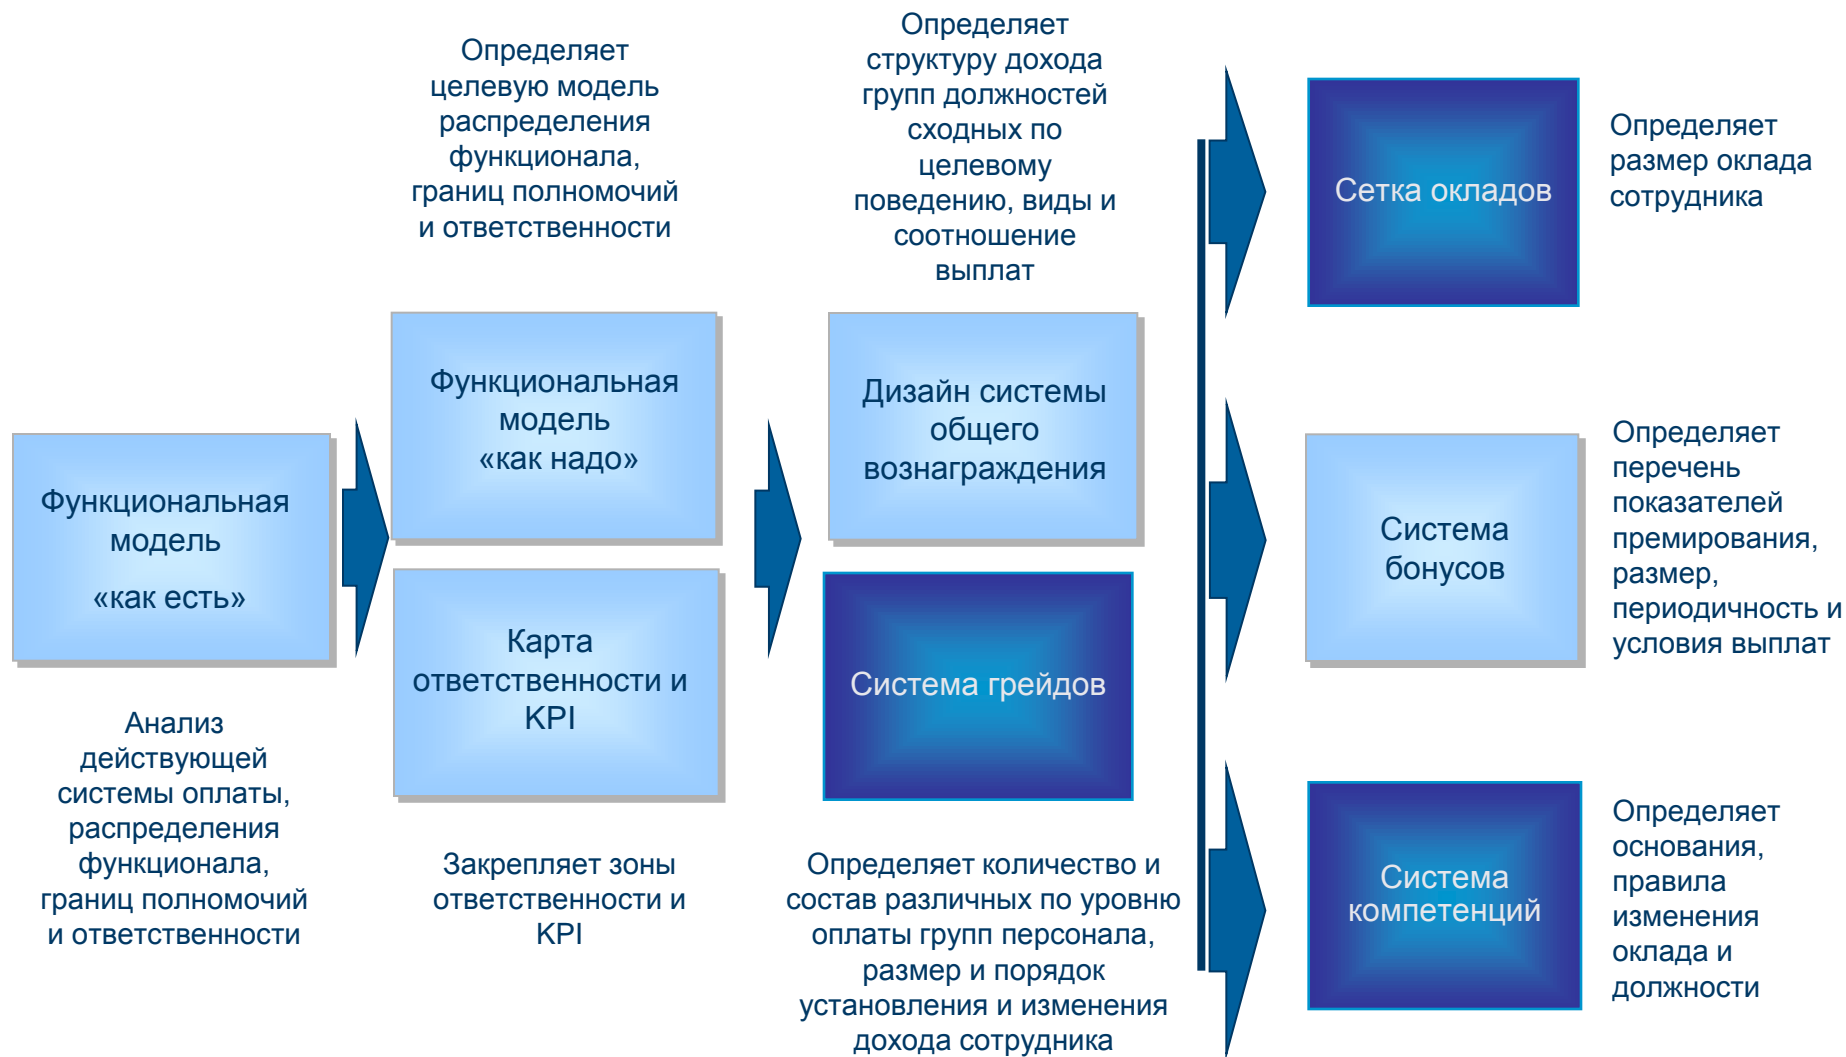 Определяет
целевую модель
распределения
функционала,
границ полномочий
и ответственности
Определяет
структуру дохода
групп должностей
сходных по
целевому
поведению, виды и
соотношение
выплат
Сетка окладов
Определяет
размер оклада
сотрудника
Функциональная
модель
«как есть»
Функциональная
модель
«как надо»
Дизайн системы
общего
вознаграждения
Система
бонусов
Определяет
перечень
показателей
премирования,
размер,
периодичность и
условия выплат
Карта
ответственности и
KPI
Система грейдов
Анализ
действующей
системы оплаты,
распределения
функционала,
границ полномочий
и ответственности
Закрепляет зоны
ответственности и
KPI
Определяет количество и
состав различных по уровню
оплаты групп персонала,
размер и порядок
установления и изменения
дохода сотрудника
Система
компетенций
Определяет
основания,
правила
изменения
оклада и
должности